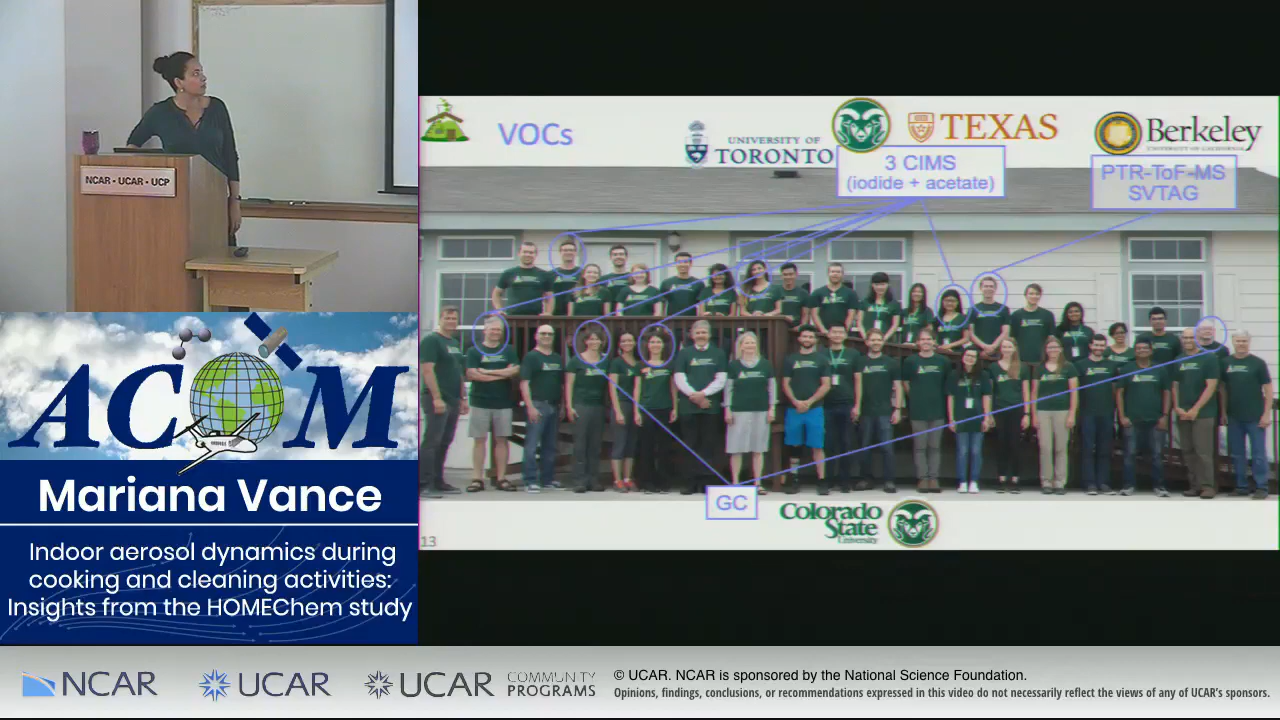 NCAR • UCAR • UCP
VOCs
UNIVERSITY OF
TORONTO
TEXAS
Berkeley
UNIVERSITY OF CALIFORNIA
3 CIMS
(iodide + acetate)
PTR-ToF-MS
SVTAG
GC
Colorado
State
University
13
ACOM
Mariana Vance
Indoor aerosol dynamics during
cooking and cleaning activities:
Insights from the HOMEChem study
NCAR
UCAR
UCAR
COMMUNITY
PROGRAMS
© UCAR. NCAR is sponsored by the National Science Foundation.
Opinions, findings, conclusions, or recommendations expressed in this video do not necessarily reflect the views of any of UCAR's sponsors.